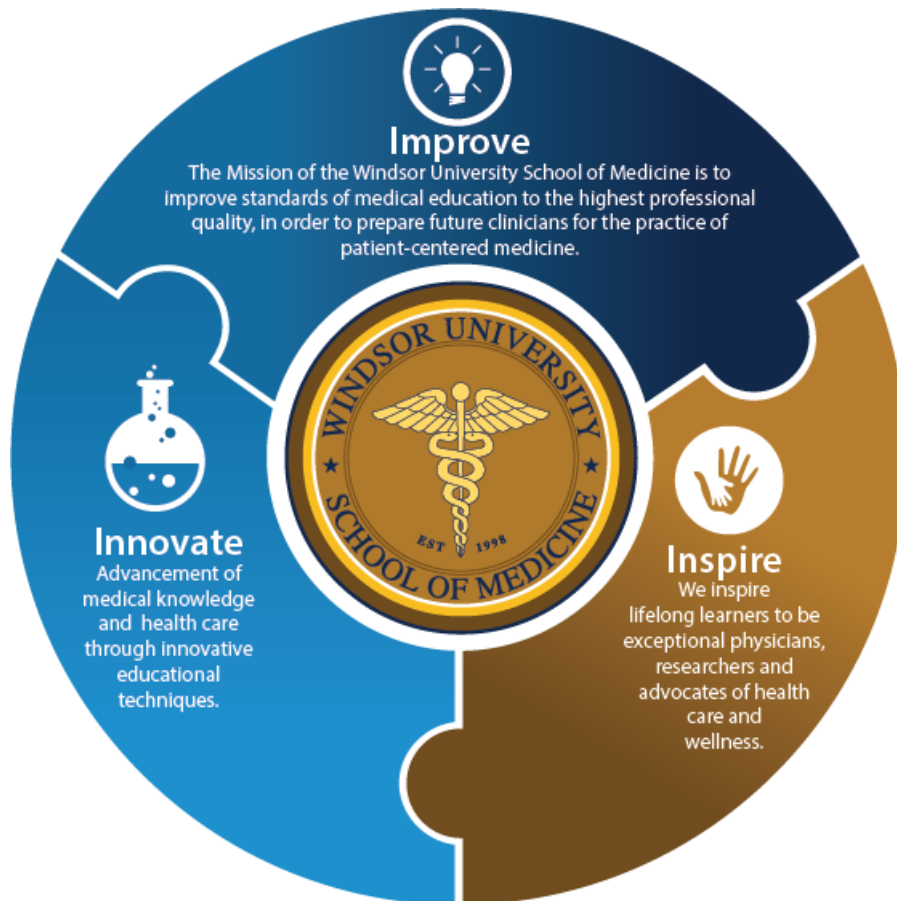 Improve
The Mission of the Windsor University School of Medicine is to
improve standards of medical education to the highest professional
quality, in order to prepare future clinicians for the practice of
patient-centered medicine.
WINDSOR UNIVERSITY
SCHOOL OF MEDICINE
EST 1998
Innovate
Advancement of
medical knowledge
and health care
through innovative
educational
techniques.
Inspire
We inspire
lifelong learners to be
exceptional physicians,
researchers and
advocates of health
care and
wellness.